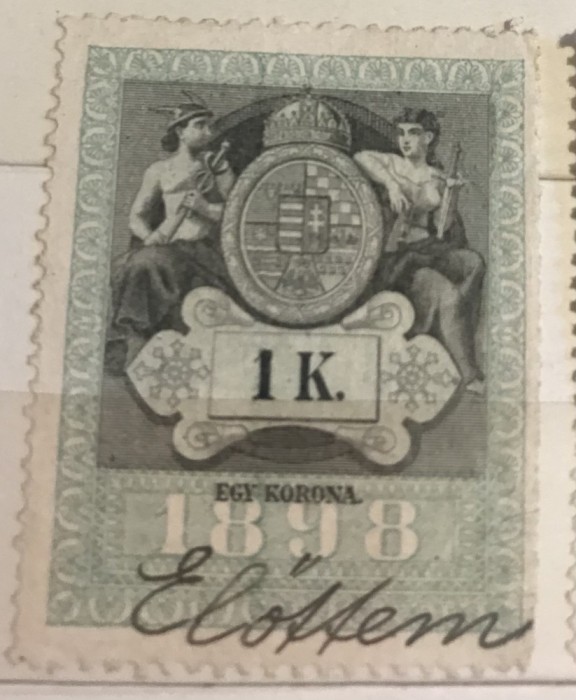 1 K.
EGY KORONA.
1898
Előttem